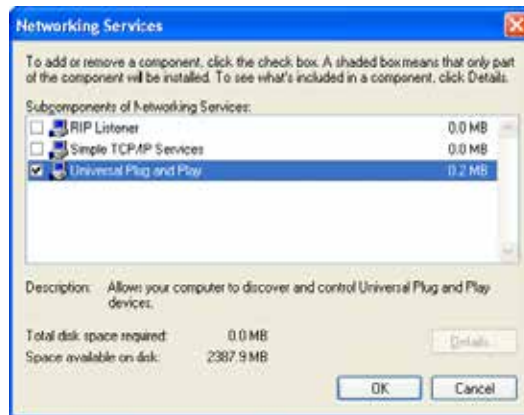 Networking Services
To add or remove a component, click the check box. A shaded box means that only part
of the component will be installed. To see what's included in a component, click Details.
Subcomponents of Networking Services:
RIP Listener 0.0 MB
Simple TCP/IP Services 0.0 MB
Universal Plug and Play 0.2 MB
Description: Allows your computer to discover and control Universal Plug and Play
devices.
Total disk space required: 0.0 MB
Details...
Space available on disk: 2387.9 MB
OK Cancel